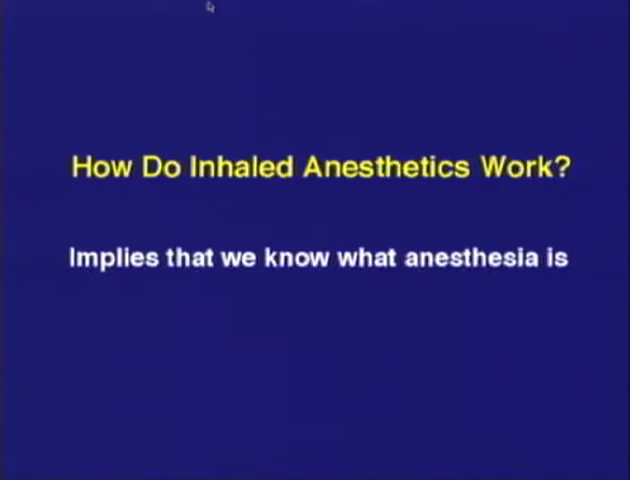 How Do Inhaled Anesthetics Work?
Implies that we know what anesthesia is